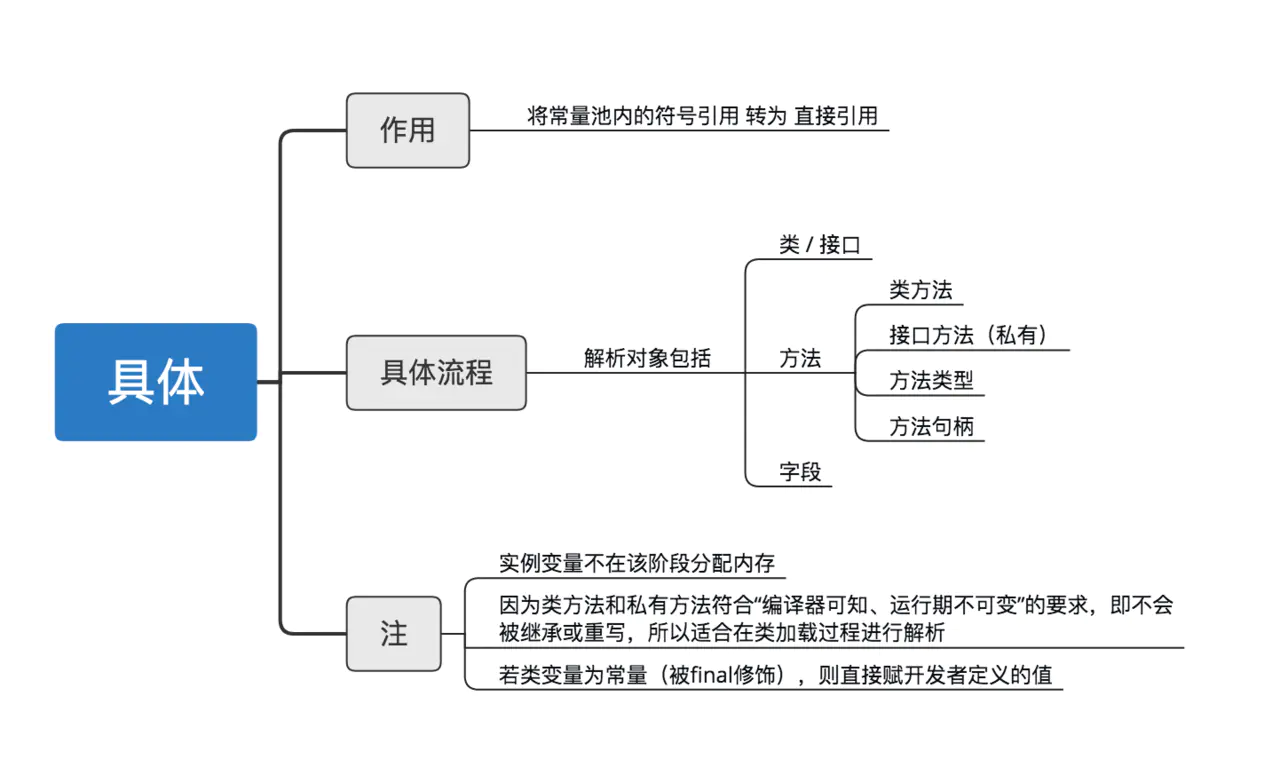 作用
将常量池内的符号引用 转为 直接引用
具体
具体流程
解析对象包括
类 / 接口
方法
类方法
接口方法（私有）
方法类型
方法句柄
字段
注
实例变量不在该阶段分配内存
因为类方法和私有方法符合“编译器可知、运行期不可变”的要求，即不会
被继承或重写，所以适合在类加载过程进行解析
若类变量为常量（被final修饰），则直接赋开发者定义的值